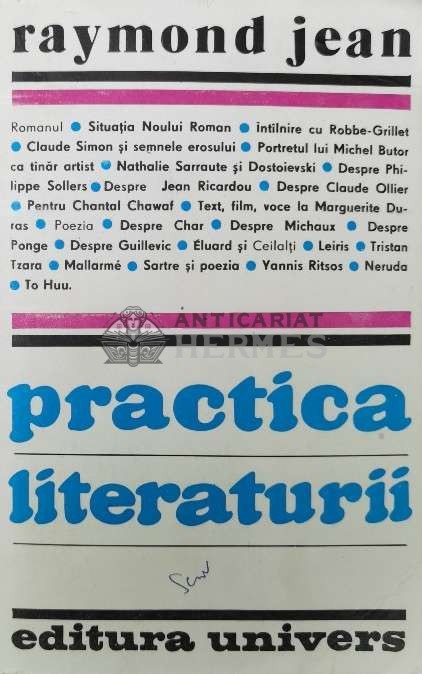 raymond jean
Romanul • Situația Noului Roman • Întîlnire cu Robbe-Grillet
• Claude Simon și semnele erosului • Portretul lui Michel Butor
ca tînăr artist • Nathalie Sarraute și Dostoievski • Despre Phi-
lippe Sollers • Despre Jean Ricardou • Despre Claude Ollier
• Pentru Chantal Chawaf • Text, film, voce la Marguerite Du-
ras • Poezia • Despre Char • Despre Michaux • Despre
Ponge • Despre Guillevic • Éluard și Ceilalți • Leiris • Tristan
Tzara • Mallarmé • Sartre și poezia • Yannis Ritsos • Neruda
• To Huu.
ANTICARIAT
HERMES
practica
literaturii
editura univers